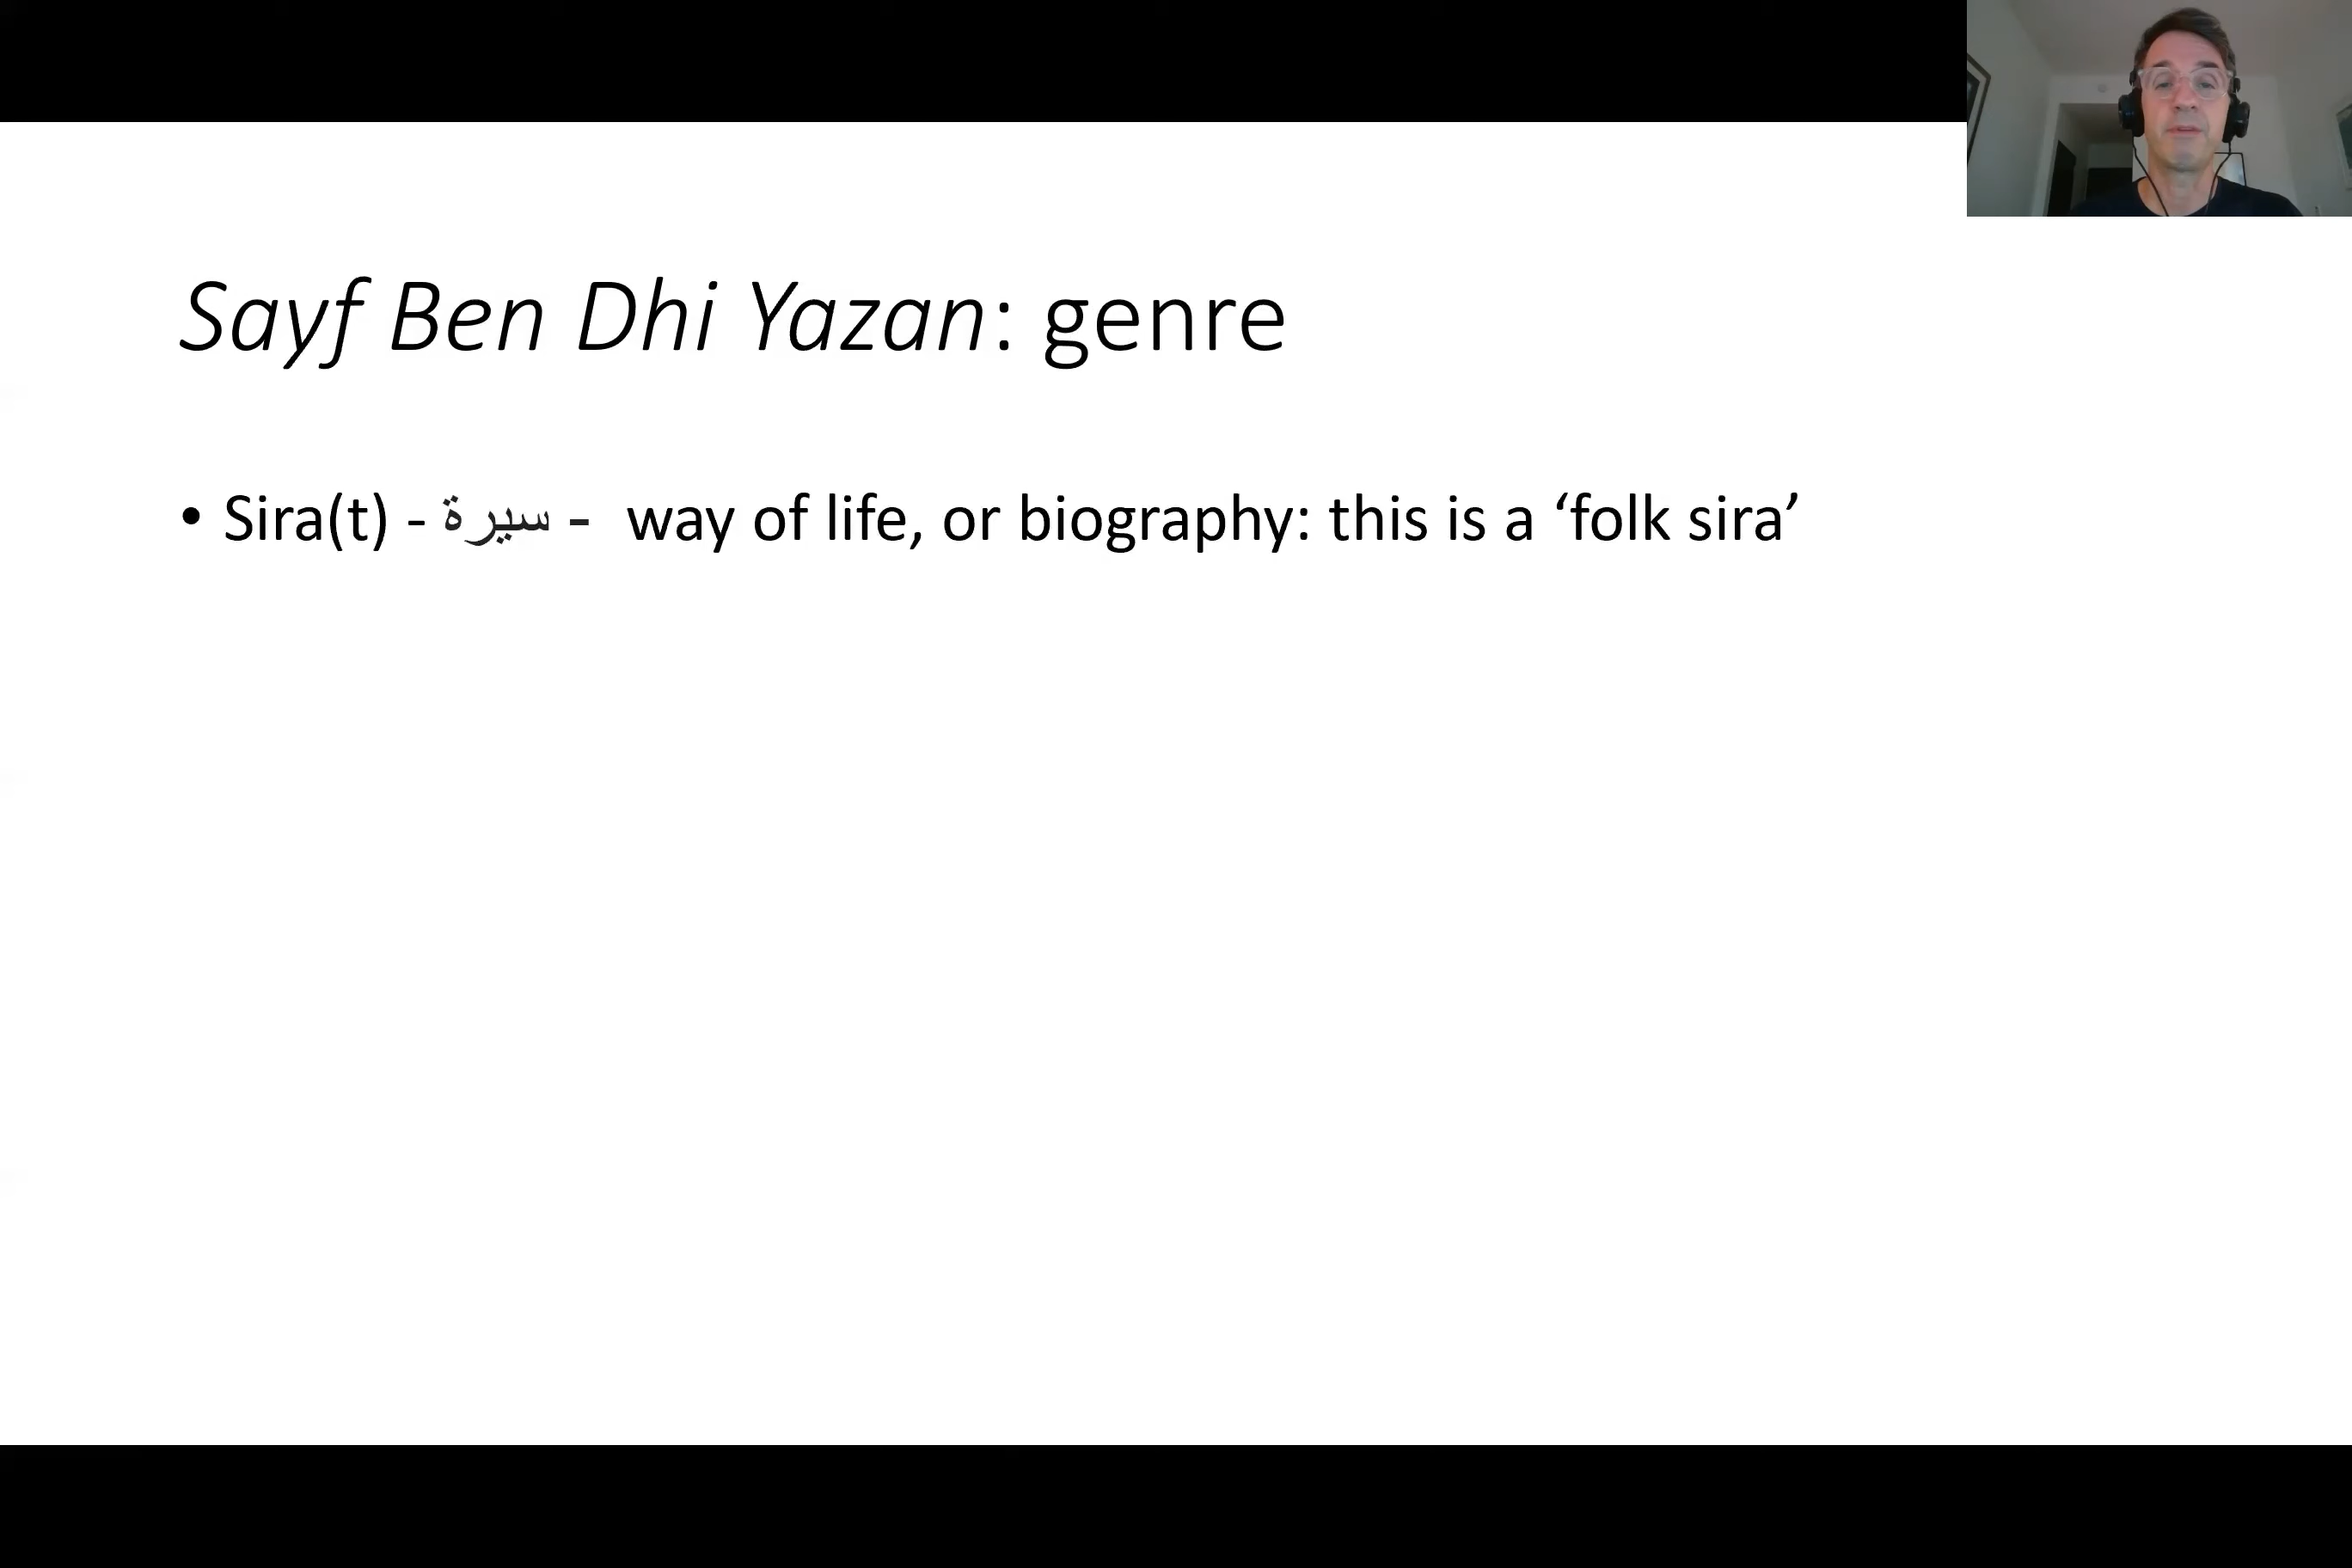 Sayf Ben Dhi Yazan: genre
• Sira(t) - سيرة - way of life, or biography: this is a ‘folk sira’